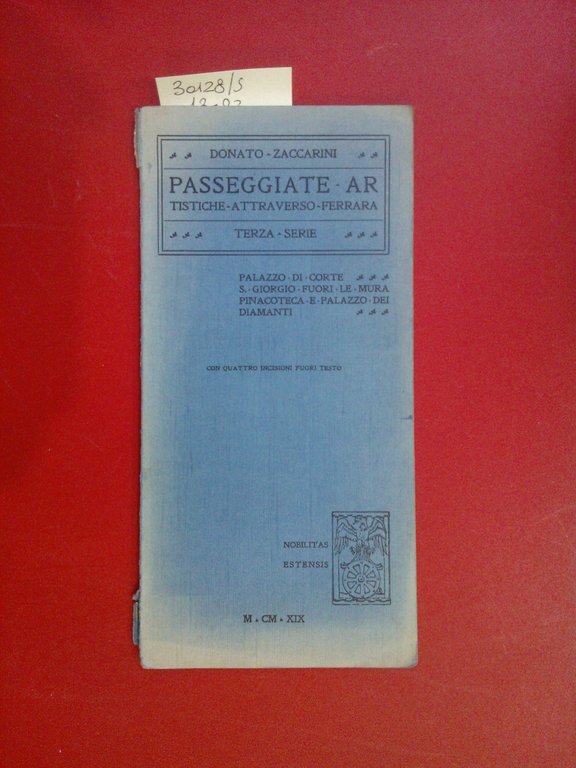 30128/S
DONATO - ZACCARINI
PASSEGGIATE · AR
TISTICHE - ATTRAVERSO - FERRARA
TERZA - SERIE
PALAZZO · DI · CORTE
S. · GIORGIO · FUORI · LE · MURA
PINACOTECA · E · PALAZZO · DEI
DIAMANTI
CON QUATTRO INCISIONI FUORI TESTO
NOBILITAS
ESTENSIS
M · CM · XIX